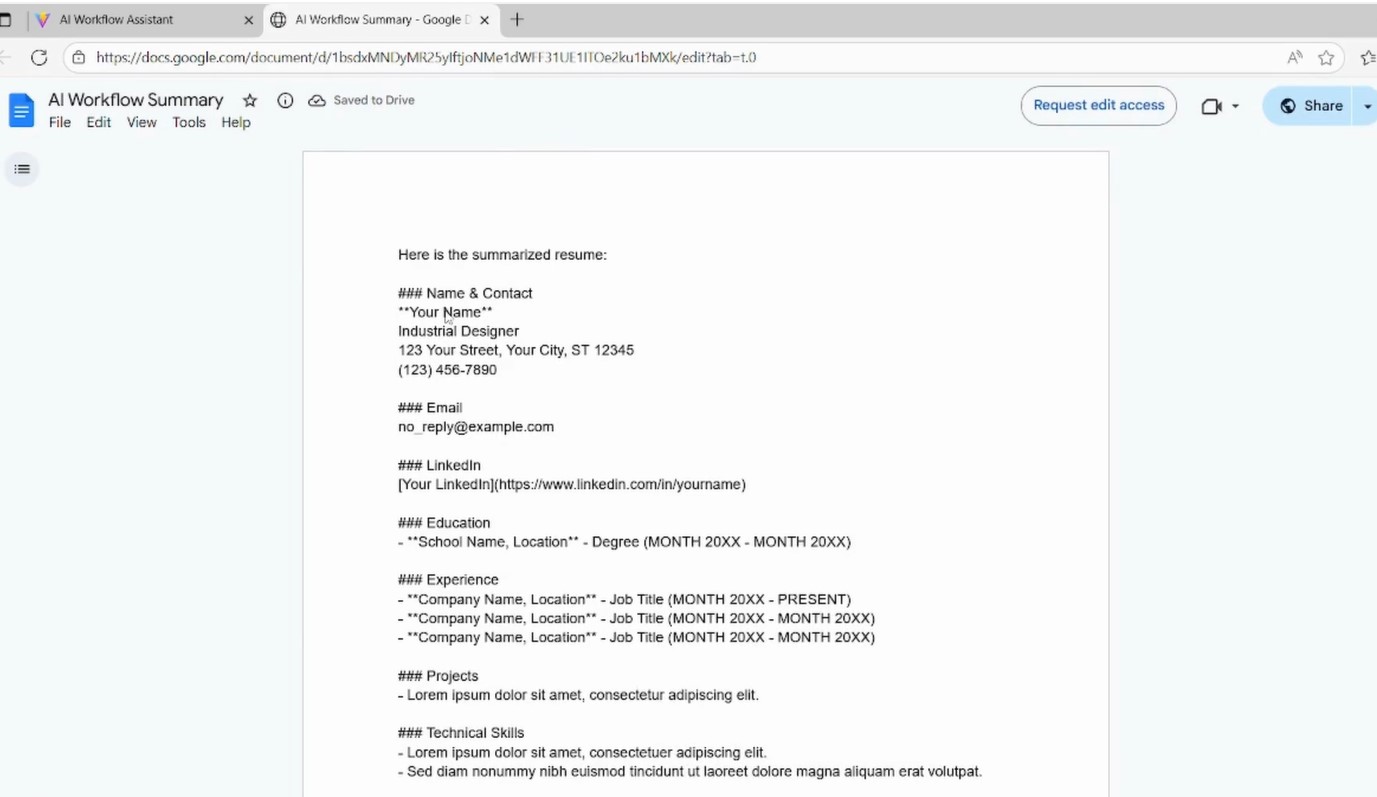 AI Workflow Assistant
AI Workflow Summary - Google D
https://docs.google.com/document/d/1bsdxMNDyMR25yIftjoNMe1dWFF31UE1ITOe2ku1bMXk/edit?tab=t.0
AI Workflow Summary
Saved to Drive
File Edit View Tools Help
Request edit access
Share
Here is the summarized resume:
### Name & Contact
**Your Name**
Industrial Designer
123 Your Street, Your City, ST 12345
(123) 456-7890
### Email
no_reply@example.com
### LinkedIn
[Your LinkedIn](https://www.linkedin.com/in/yourname)
### Education
- **School Name, Location** - Degree (MONTH 20XX - MONTH 20XX)
### Experience
- **Company Name, Location** - Job Title (MONTH 20XX - PRESENT)
- **Company Name, Location** - Job Title (MONTH 20XX - MONTH 20XX)
- **Company Name, Location** - Job Title (MONTH 20XX - MONTH 20XX)
### Projects
- Lorem ipsum dolor sit amet, consectetur adipiscing elit.
### Technical Skills
- Lorem ipsum dolor sit amet, consectetuer adipiscing elit.
- Sed diam nonummy nibh euismod tincidunt ut laoreet dolore magna aliquam erat volutpat.